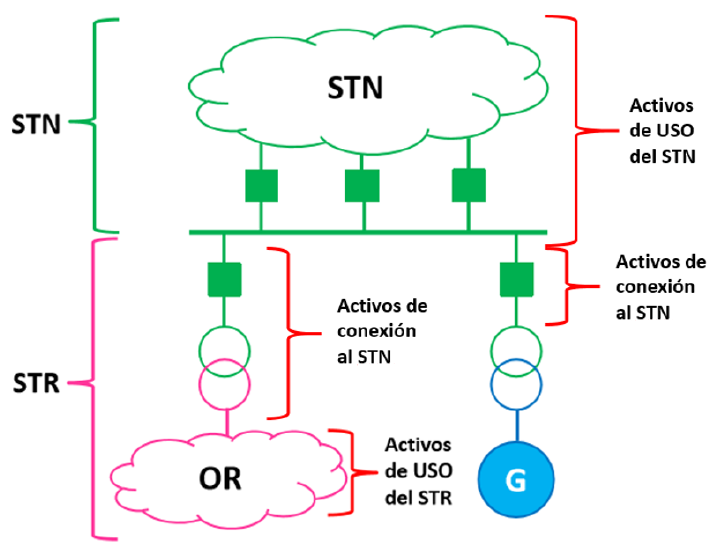 STN
STN
Activos
de USO
del STN
Activos de
conexión
al STN
Activos de
conexión
al STN
STR
OR
Activos
de USO
del STR
G